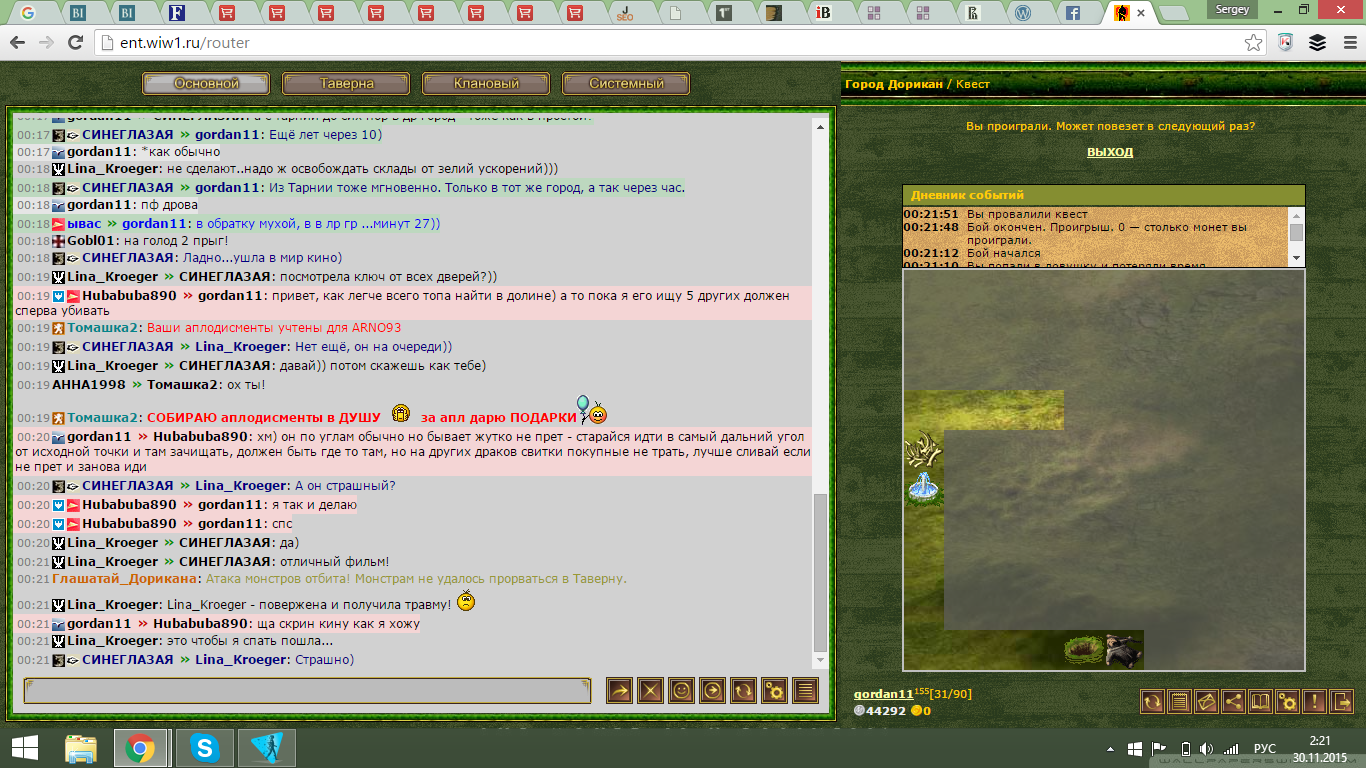 Sergey
ent.wiw1.ru/router
Основной
Таверна
Клановый
Системный
00:17 СИНЕГЛАЗАЯ » gordan11: Ещё лет через 10)
00:17 gordan11: *как обычно
00:18 Lina_Kroeger: не сделают..надо ж освобождать склады от зелий ускорений)))
00:18 СИНЕГЛАЗАЯ » gordan11: Из Тарнии тоже мгновенно. Только в тот же город, а так через час.
00:18 gordan11: пф дрова
00:18 ывас » gordan11: в обратку мухой, в в лр гр ...минут 27))
00:18 Gobl01: на голод 2 прыг!
00:18 СИНЕГЛАЗАЯ: Ладно...ушла в мир кино)
00:19 Lina_Kroeger » СИНЕГЛАЗАЯ: посмотрела ключ от всех дверей?))
00:19 Hubabuba890 » gordan11: привет, как легче всего топа найти в долине) а то пока я его ищу 5 других должен
сперва убивать
00:19 Томашка2: Ваши аплодисменты учтены для ARNO93
00:19 СИНЕГЛАЗАЯ » Lina_Kroeger: Нет ещё, он на очереди))
00:19 Lina_Kroeger » СИНЕГЛАЗАЯ: давай)) потом скажешь как тебе)
00:19 АННА1998 » Томашка2: ох ты!
00:19 Томашка2: СОБИРАЮ аплодисменты в ДУШУ за апл дарю ПОДАРКИ
00:20 gordan11 » Hubabuba890: хм) он по углам обычно но бывает жутко не прет - старайся идти в самый дальний угол
от исходной точки и там зачищать, должен быть где то там, но на других драков свитки покупные не трать, лучше сливай если
не прет и занова иди
00:20 СИНЕГЛАЗАЯ » Lina_Kroeger: А он страшный?
00:20 Hubabuba890 » gordan11: я так и делаю
00:20 Hubabuba890 » gordan11: спс
00:20 Lina_Kroeger » СИНЕГЛАЗАЯ: да)
00:21 Lina_Kroeger » СИНЕГЛАЗАЯ: отличный фильм!
00:21 Глашатай_Дорикана: Атака монстров отбита! Монстрам не удалось прорваться в Таверну.
00:21 Lina_Kroeger: Lina_Kroeger - повержена и получила травму!
00:21 gordan11 » Hubabuba890: ща скрин кину как я хожу
00:21 Lina_Kroeger: это чтобы я спать пошла...
00:21 СИНЕГЛАЗАЯ » Lina_Kroeger: Страшно)
Город Дорикан / Квест
Вы проиграли. Может повезет в следующий раз?
ВЫХОД
Дневник событий
00:21:51 Вы провалили квест
00:21:48 Бой окончен. Проигрыш. 0 — столько монет вы
проиграли.
00:21:12 Бой начался
00:21:10 Вы попали в ловушку и потеряли время
gordan11 155[31/90]
44292 0
РУС
2:21
30.11.2015